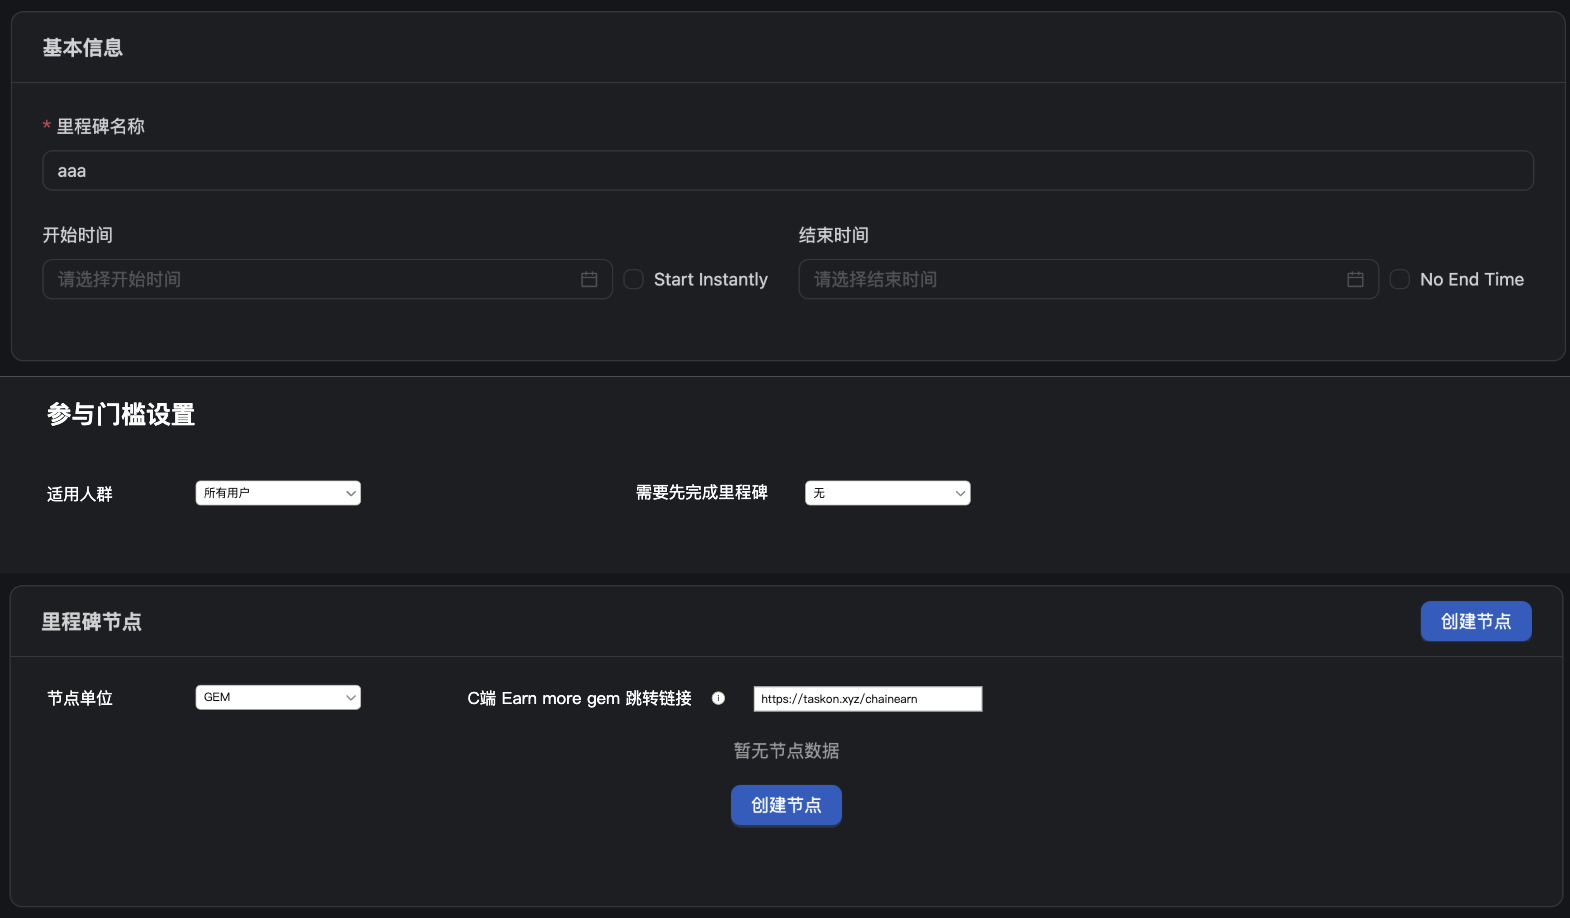 基本信息
* 里程碑名称
aaa
开始时间 结束时间
请选择开始时间 Start Instantly 请选择结束时间 No End Time
参与门槛设置
适用人群 所有用户 需要先完成里程碑 无
里程碑节点 创建节点
节点单位 GEM C端 Earn more gem 跳转链接 https://taskon.xyz/chainearn
暂无节点数据
创建节点